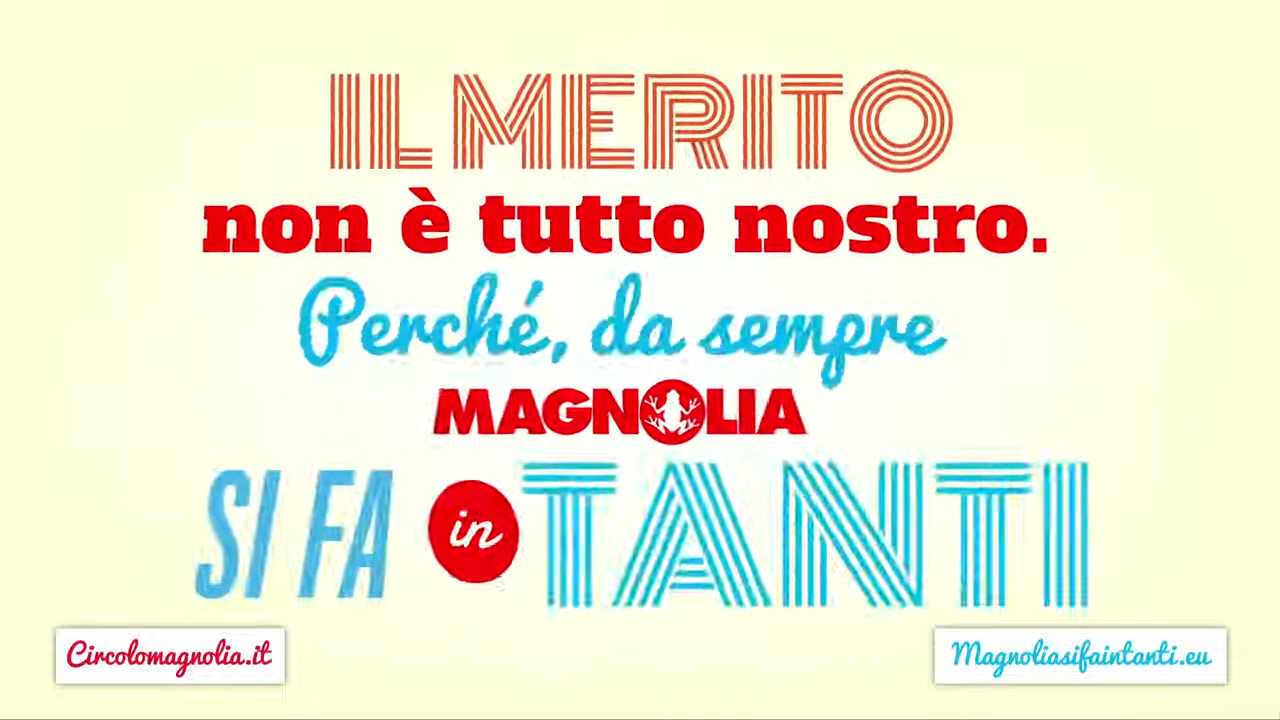 IL MERITO
non è tutto nostro.
Perché, da sempre
MAGNOLIA
SI FA in TANTI
Circolomagnolia.it
Magnoliasifaintanti.eu